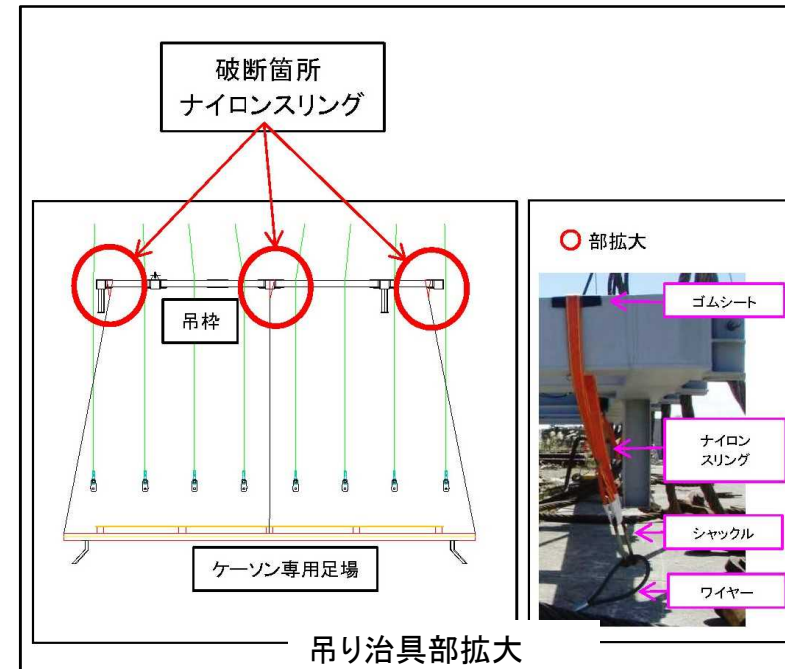 破断箇所
ナイロンスリング
吊枠
ケーソン専用足場
部拡大
ゴムシート
ナイロン
スリング
シャックル
ワイヤー
吊り治具部拡大